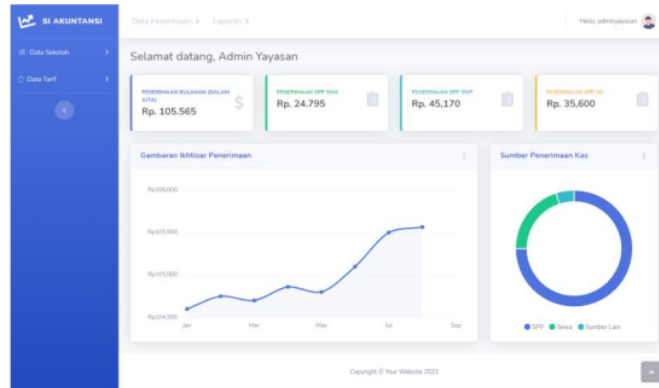 SI AKUNTANSI
Data Penerimaan
Laporan
Hello, adminyayasan
Data Sekolah
Data Tarif
Selamat datang, Admin Yayasan
PENERIMAAN BULANAN (DALAM
JUTA)
Rp. 105.565
PENERIMAAN SPP SMA
Rp. 24.795
PENERIMAAN SPP SMP
Rp. 45,170
PENERIMAAN SPP SD
Rp. 35,600
Gambaran Ikhtisar Penerimaan
Rp106,000
Rp105,500
Rp105,000
Rp104,500
Jan
Mar
May
Jul
Sep
Sumber Penerimaan Kas
SPP
Sewa
Sumber Lain
Copyright © Your Website 2021